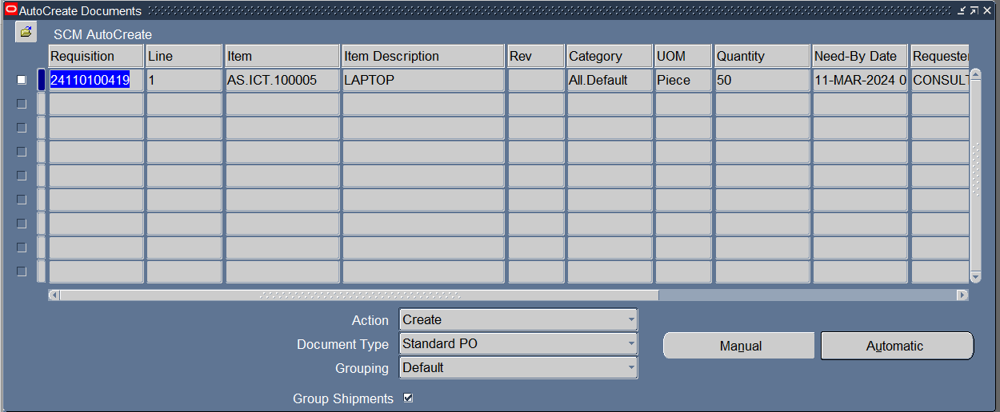 AutoCreate Documents
SCM AutoCreate
Requisition Line Item Item Description Rev Category UOM Quantity Need-By Date Requester
24110100419 1 AS.ICT.100005 LAPTOP All.Default Piece 50 11-MAR-2024 0 CONSULT
Action Create
Document Type Standard PO
Manual Automatic
Grouping Default
Group Shipments